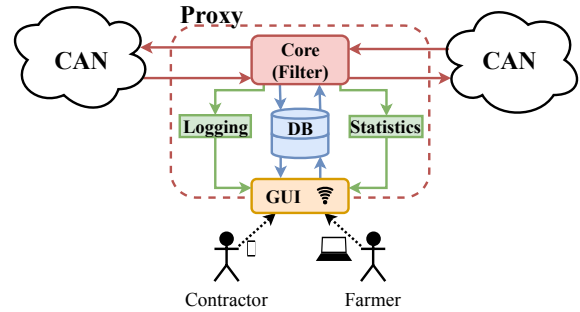 Proxy
CAN
Core
(Filter)
CAN
Logging
DB
Statistics
GUI
Contractor
Farmer